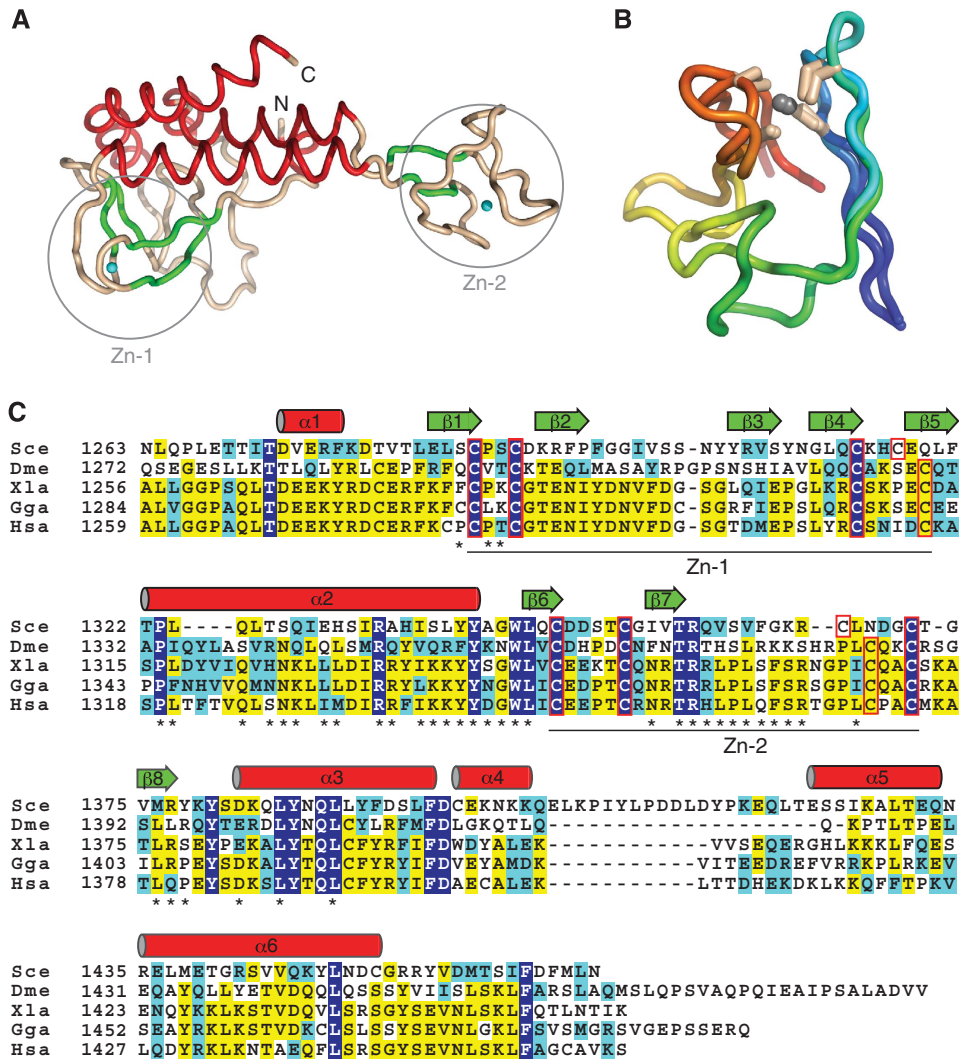 A
B
C
N
Zn-1
Zn-2
C
α1 β1 β2 β3 β4 β5
Sce 1263 NLQPLETTITDVERFKDTVTLELSCPSCDKRFPFGGIVSS-NYYRVSYNGLQCKHCEQLF
Dme 1272 QSEGESLLKTTLQLYRLCEPFRFQCVTCKTEQLMASAYRPGPSNSHIAVLQQCAKSECQT
Xla 1256 ALLGGPSQLTDEEKYRDCERFKFFCPKCGTENIYDNVFDG-SGLQIEPGLKRCSKPECDA
Gga 1284 ALVGGPAQLTDEEKYRDCERFKFCCLKCGTENIYDNVFDC-SGRFIEPSLQRCSKSECEE
Hsa 1259 ALLGGPAQLTDEEKYRDCERFKCPCPTCGTENIYDNVFDG-SGTDMEPSLYRCSNIDCKA
* * *
Zn-1
α2 β6 β7
Sce 1322 TPL----QLTSQIEHSIRAHISLYYAGWLQCDDSTCGIVTRQVSVFGKR--CLNDGCT-G
Dme 1332 APIQYLASVRNQLQLSMRQYVQRFYKNWLVCDHPDCNFNTRTHSLRKKSHRPLCQKCRSG
Xla 1315 SPLDYVIQVHNKLLLDIRRYIKKYYSGWLVCEEKTCQNRTRRLPLSFSRNGPICQACSKA
Gga 1343 PPFNHVVQMNNKLLLDIRRYLKKYYNGWLICEDPTCQNRTRRLPLSFSRSGPICQACRKA
Hsa 1318 SPLTFTVQLSNKLIMDIRRFIKKYYDGWLICEEPTCRNRTRHLPLQFSRTGPLCPACMKA
** * *** ** ** ********** * ********** *
Zn-2
β8 α3 α4 α5
Sce 1375 VMRYKYSDKQLYNQLLYFDSLFDCEKNKKQELKPIYLPDDLDYPKEQLTESSIKALTEQN
Dme 1392 SLLRQYTERDLYNQLCYLRFMFDLGKQTLQ--------------------Q-KPTLTPEL
Xla 1375 TLRSEYPEKALYTQLCFYRFIFDWDYALEK------------VVSEQERGHLKKKLFQES
Gga 1403 ILRPEYSDKALYTQLCFYRYIFDVEYAMDK------------VITEEDREFVRRKPLRKEV
Hsa 1378 TLQPEYSDKSLYTQLCFYRYIFDAECALEK------------LTTDHEKDKLKKQFFTPKV
*** * * *
α6
Sce 1435 RELMETGRSVVQKYLNDCGRRYVDMTSIFDFMLN
Dme 1431 EQAYQLLYETVDQQLQSSSYVIISLSKLFARSLAQMSLQPSVAQPQIEAIPSALADVV
Xla 1423 ENQYKKLKSTVDQVLSRSGYSEVNLSKLFQTLNTIK
Gga 1452 SEAYRKLKSTVDKCLSLSSYSEVNLGKLFSVSMGRSVGEPSSERQ
Hsa 1427 LQDYRKLKNTAEQFLSRSGYSEVNLSKLFAGCAVKS